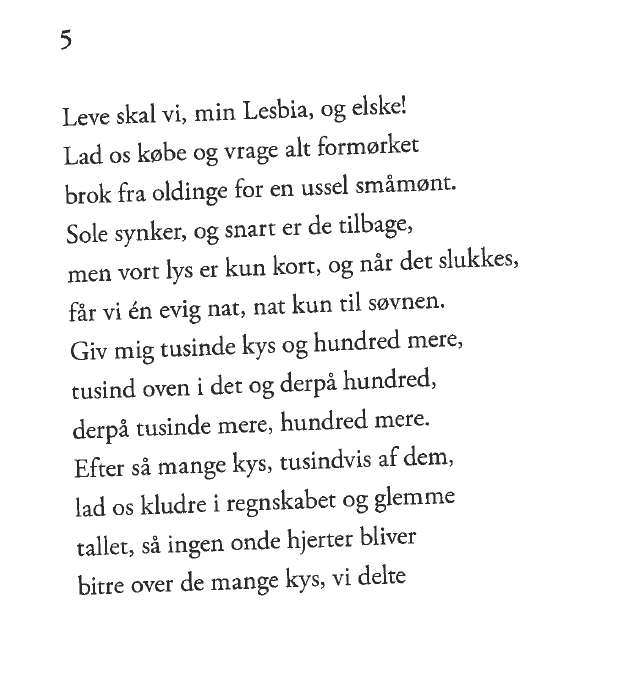 5
Leve skal vi, min Lesbia, og elske!
Lad os købe og vrage alt formørket
brok fra oldinge for en ussel småmønt.
Sole synker, og snart er de tilbage,
men vort lys er kun kort, og når det slukkes,
får vi én evig nat, nat kun til søvnen.
Giv mig tusinde kys og hundred mere,
tusind oven i det og derpå hundred,
derpå tusinde mere, hundred mere.
Efter så mange kys, tusindvis af dem,
lad os kludre i regnskabet og glemme
tallet, så ingen onde hjerter bliver
bitre over de mange kys, vi delte